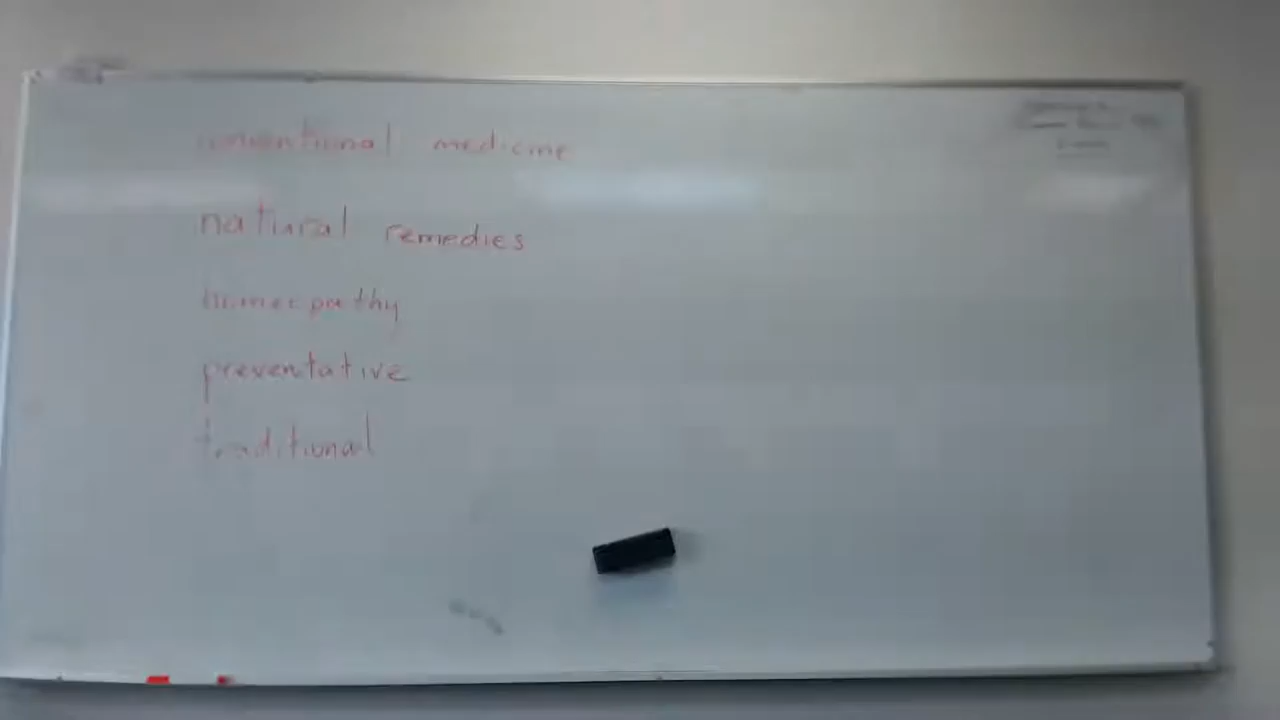 conventional medicine
natural remedies
homeopathy
preventative
traditional